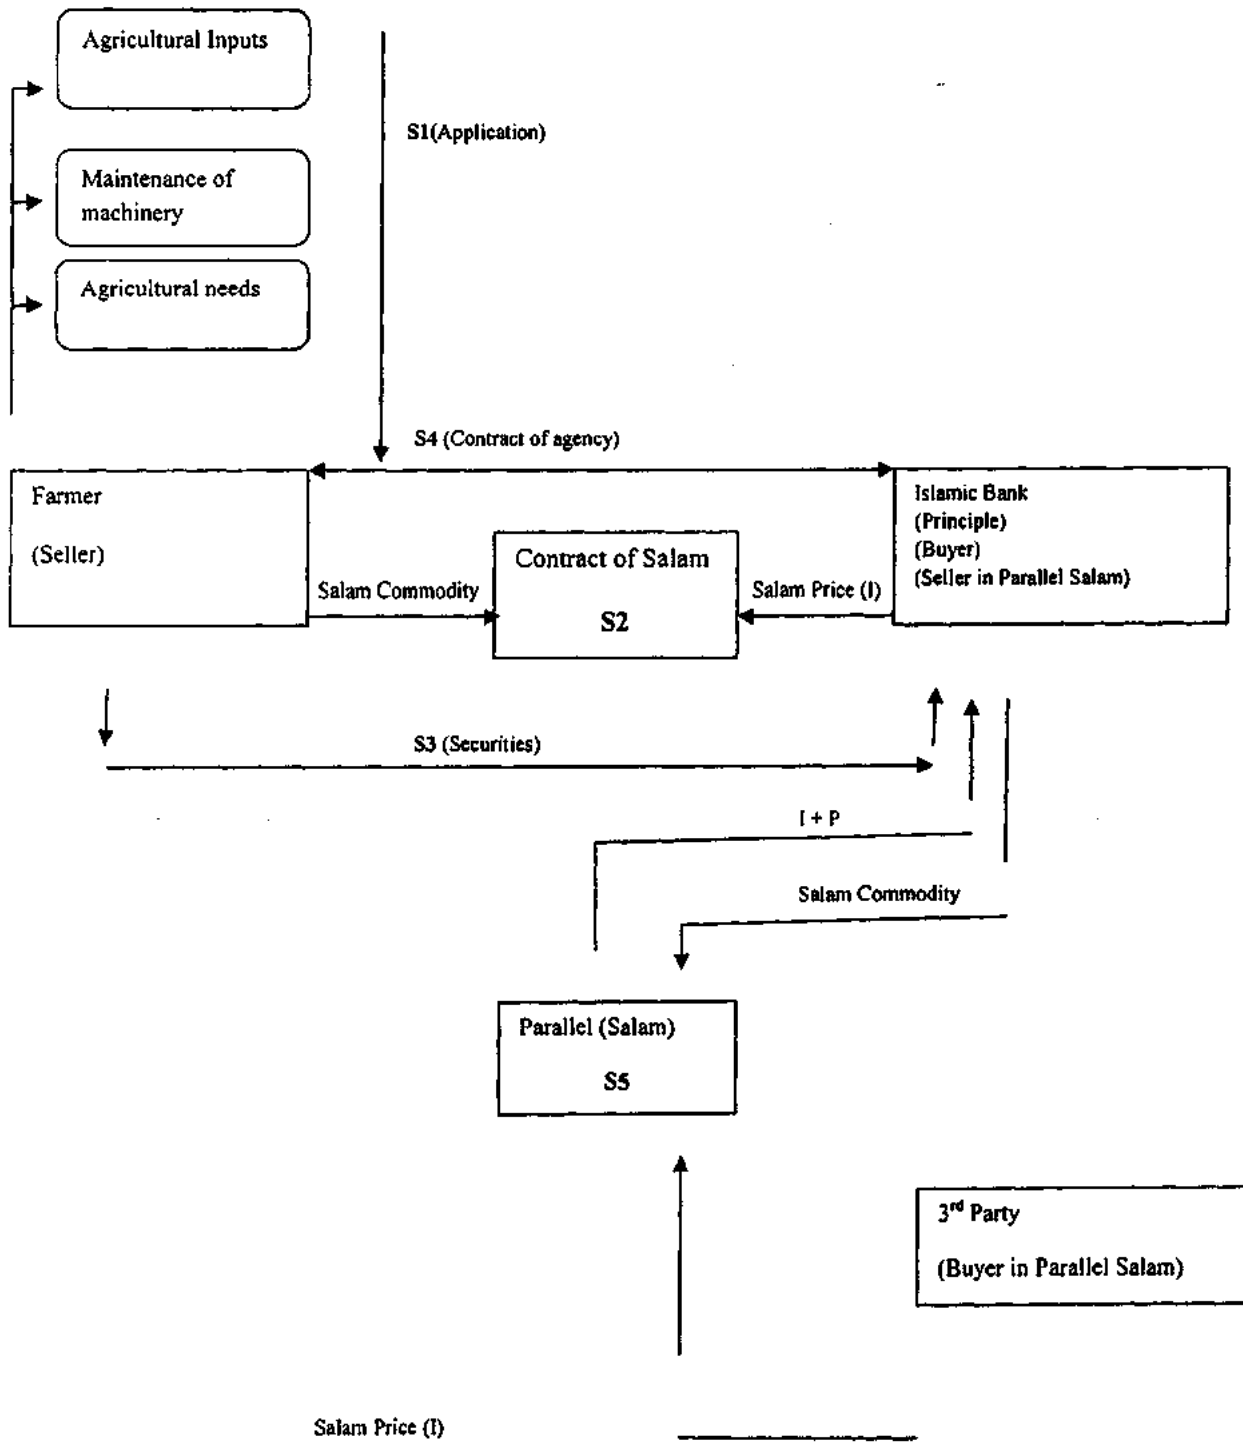 Agricultural Inputs
S1(Application)
Maintenance of
machinery
Agricultural needs
S4 (Contract of agency)
Farmer
(Seller)
Islamic Bank
(Principle)
(Buyer)
(Seller in Parallel Salam)
Contract of Salam
S2
Salam Commodity
Salam Price (I)
S3 (Securities)
I + P
Salam Commodity
Parallel (Salam)
S5
3rd Party
(Buyer in Parallel Salam)
Salam Price (I)